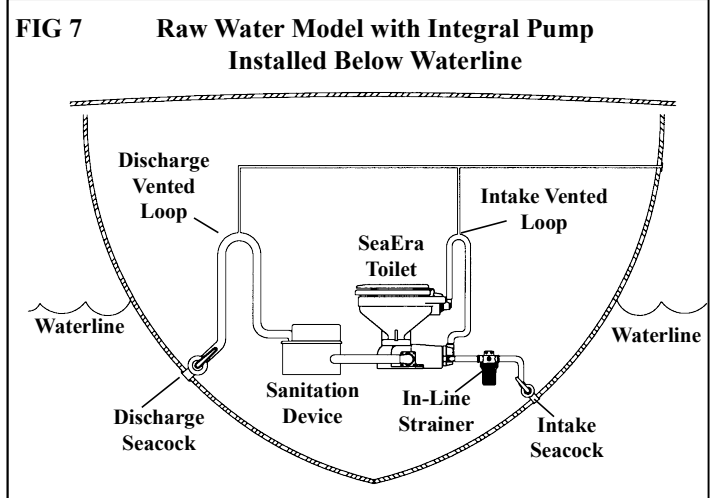 FIG 7
Raw Water Model with Integral Pump
Installed Below Waterline
Discharge
Vented
Loop
Intake Vented
Loop
SeaEra
Toilet
Waterline
Waterline
Sanitation
Device
In-Line
Strainer
Discharge
Seacock
Intake
Seacock